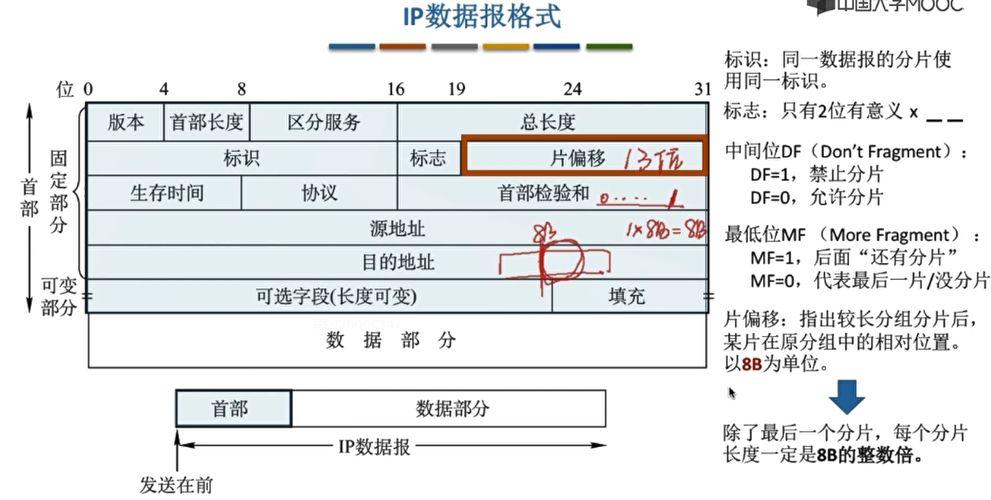 IP数据报格式
中国大学MOOC
位 0 4 8 16 19 24 31
版本 首部长度 区分服务 总长度
标识 标志 片偏移 13位
生存时间 协议 首部检验和 0····1
源地址 1×8B=8B
8B
目的地址
可选字段(长度可变) 填充
数据部分
首部
固定部分
可变部分
首部 数据部分
IP数据报
发送在前
标识：同一数据报的分片使
用同一标识。
标志：只有2位有意义 x _ _
中间位DF（Don't Fragment）：
DF=1，禁止分片
DF=0，允许分片
最低位MF （More Fragment）：
MF=1，后面“还有分片”
MF=0，代表最后一片/没分片
片偏移：指出较长分组分片后，
某片在原分组中的相对位置。
以8B为单位。
除了最后一个分片，每个分片
长度一定是8B的整数倍。